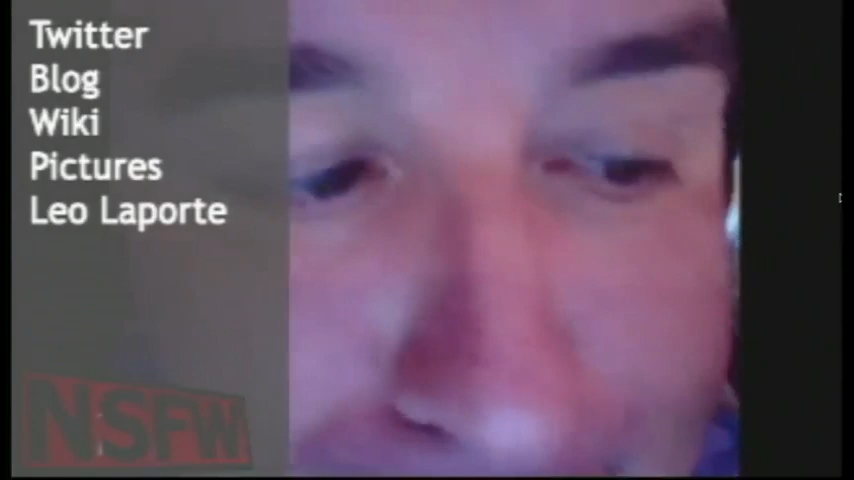 Twitter
Blog
Wiki
Pictures
Leo Laporte
NSFW